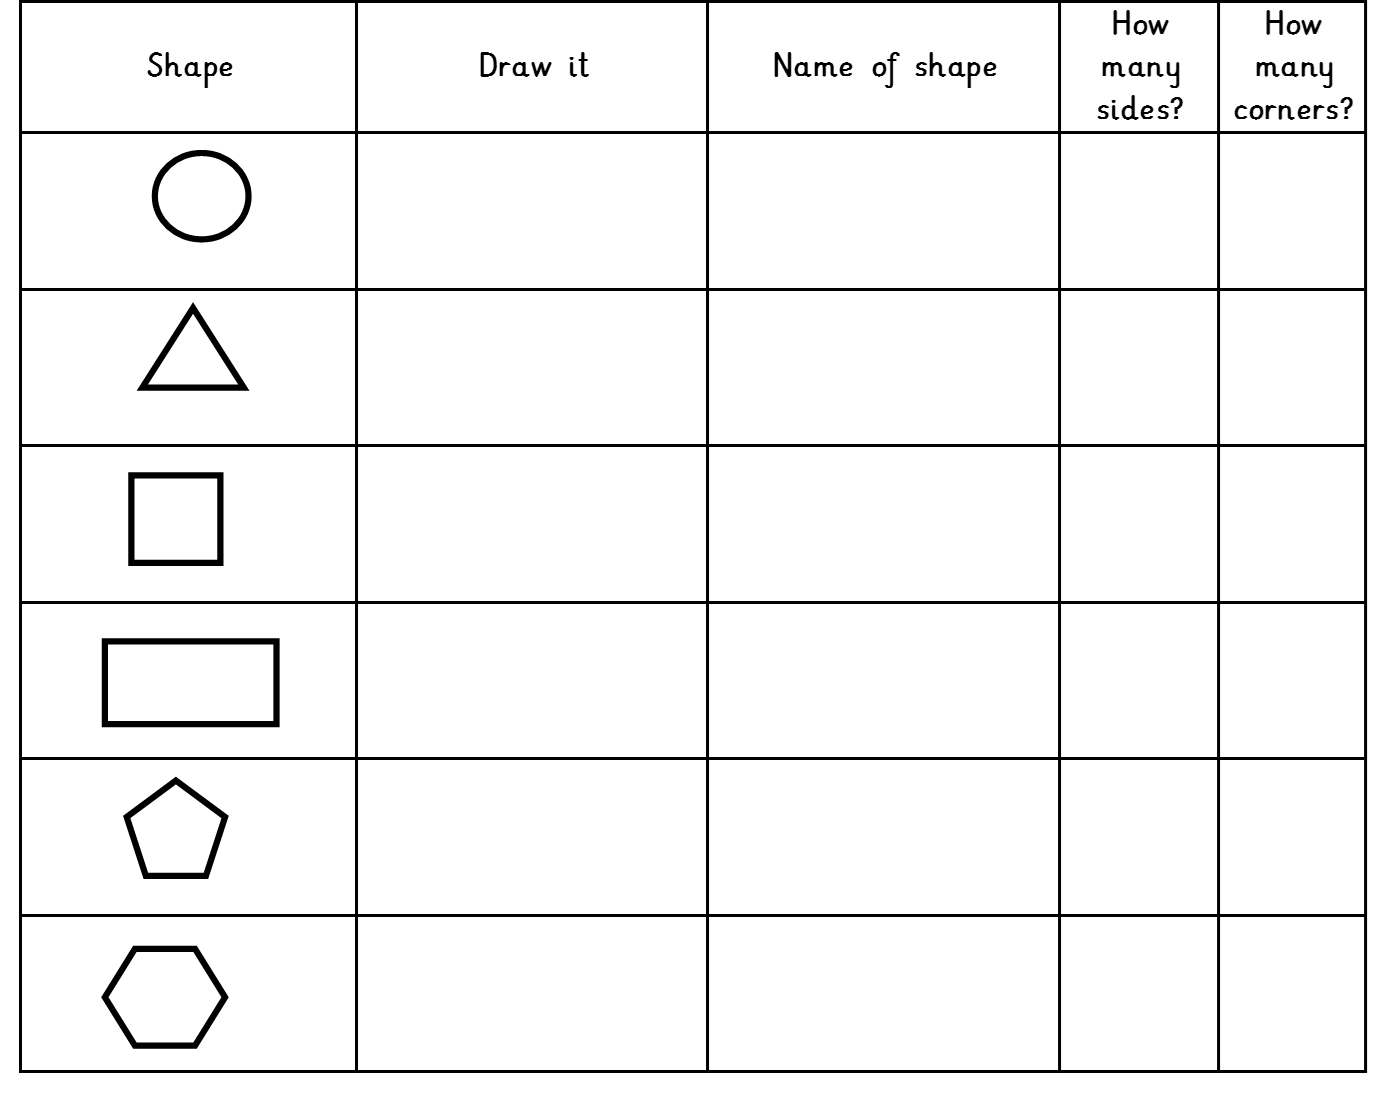 Shape
Draw it
Name of shape
How
many
sides?
How
many
corners?